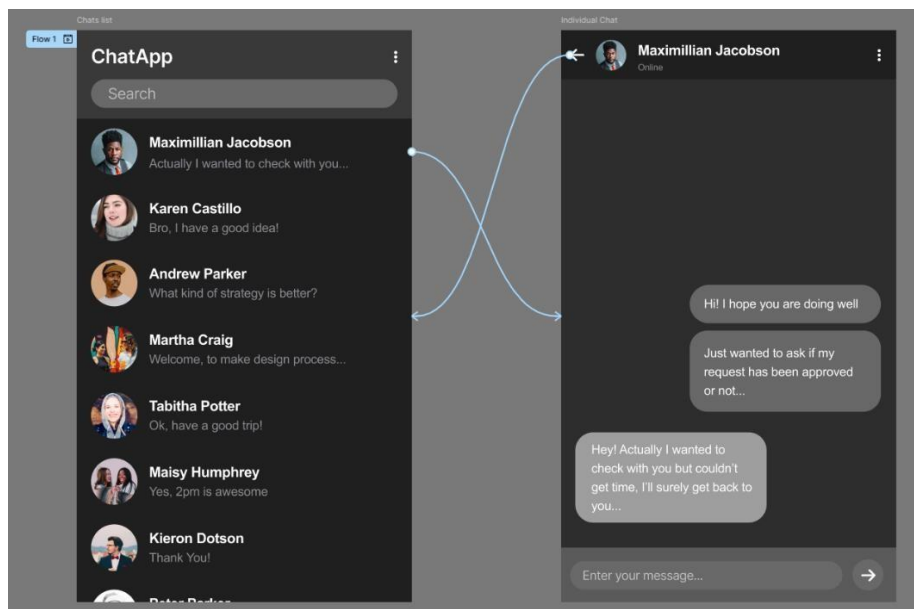 Chats list
Flow 1
ChatApp
Search
Maximillian Jacobson
Actually I wanted to check with you...
Karen Castillo
Bro, I have a good idea!
Andrew Parker
What kind of strategy is better?
Martha Craig
Welcome, to make design process...
Tabitha Potter
Ok, have a good trip!
Maisy Humphrey
Yes, 2pm is awesome
Kieron Dotson
Thank You!
Individual Chat
Maximillian Jacobson
Online
Hi! I hope you are doing well
Just wanted to ask if my
request has been approved
or not...
Hey! Actually I wanted to
check with you but couldn't
get time, I'll surely get back to
you...
Enter your message...